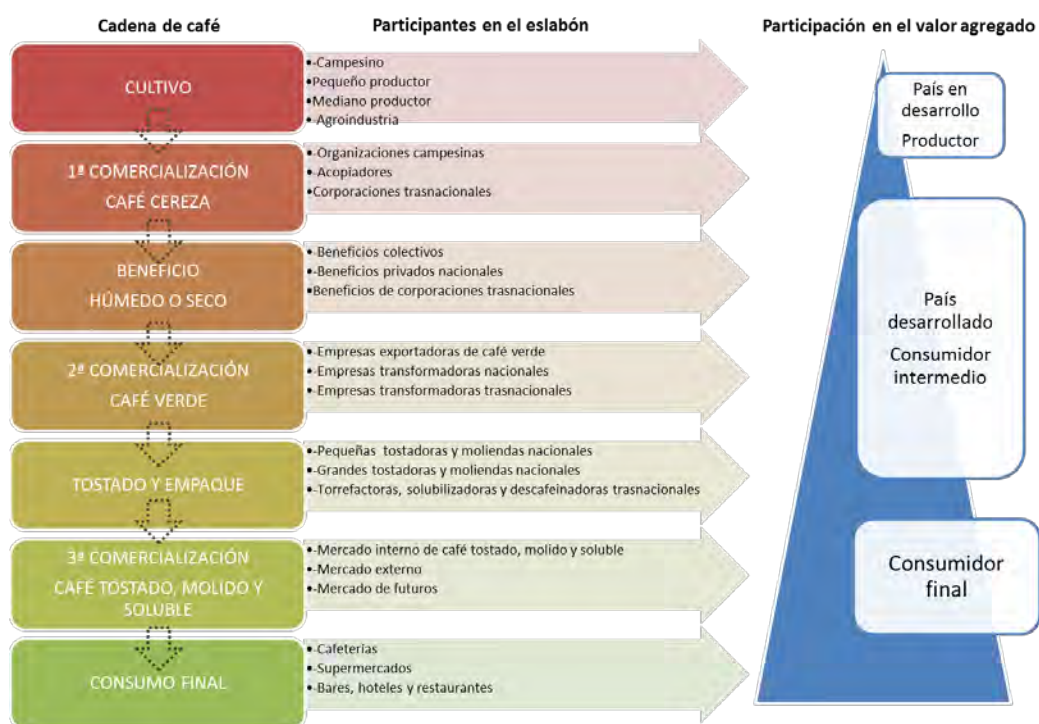 Cadena de café
Participantes en el eslabón
Participación en el valor agregado
CULTIVO
•-Campesino
•Pequeño productor
•Mediano productor
•-Agroindustria
1ª COMERCIALIZACIÓN
CAFÉ CEREZA
•-Organizaciones campesinas
•-Acopiadores
•Corporaciones trasnacionales
BENEFICIO
HÚMEDO O SECO
•-Beneficios colectivos
•-Beneficios privados nacionales
•Beneficios de corporaciones trasnacionales
2ª COMERCIALIZACIÓN
CAFÉ VERDE
•-Empresas exportadoras de café verde
•-Empresas transformadoras nacionales
•-Empresas transformadoras trasnacionales
TOSTADO Y EMPAQUE
•-Pequeñas tostadoras y moliendas nacionales
•-Grandes tostadoras y moliendas nacionales
•-Torrefactoras, solubilizadoras y descafeinadoras trasnacionales
3ª COMERCIALIZACIÓN
CAFÉ TOSTADO, MOLIDO Y
SOLUBLE
•-Mercado interno de café tostado, molido y soluble
•-Mercado externo
•-Mercado de futuros
CONSUMO FINAL
•-Cafeterías
•-Supermercados
•-Bares, hoteles y restaurantes
País en
desarrollo
Productor
País
desarrollado
Consumidor
intermedio
Consumidor
final